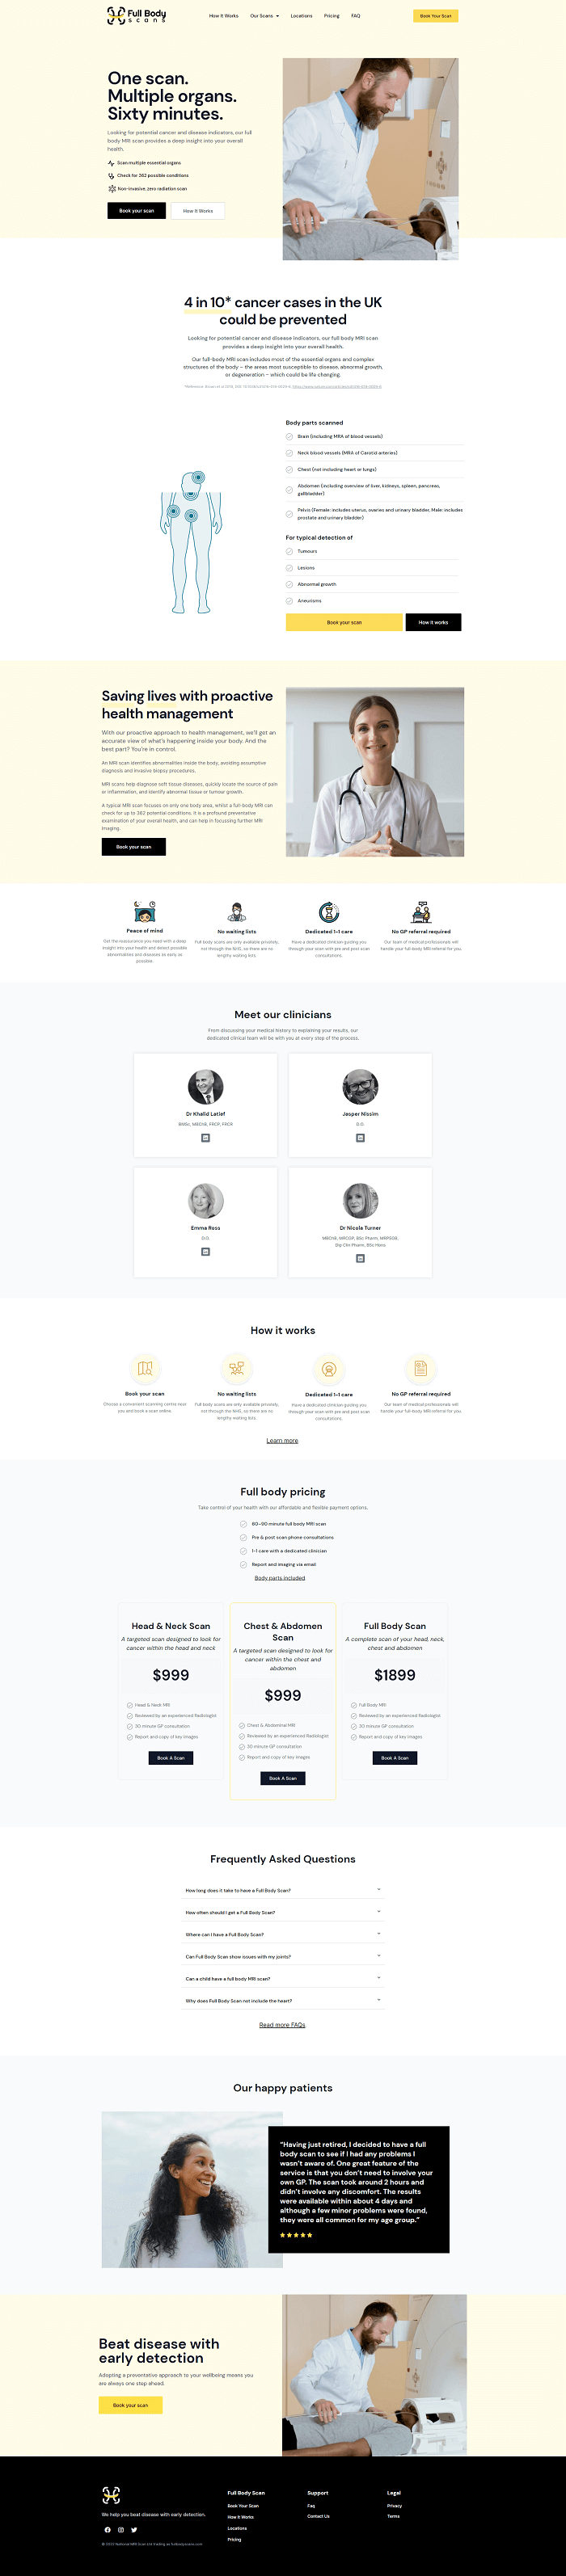 Full Body
scans
How It Works
Our Scans
Locations
Pricing
FAQ
Book Your Scan
One scan.
Multiple organs.
Sixty minutes.
Looking for potential cancer and disease indicators, our full
body MRI scan provides a deep insight into your overall
health.
Scan multiple essential organs
Check for 362 possible conditions
Non-invasive, zero radiation scan
Book your scan
How It Works
4 in 10* cancer cases in the UK
could be prevented
Looking for potential cancer and disease indicators, our full body MRI scan
provides a deep insight into your overall health.
Our full-body MRI scan includes most of the essential organs and complex
structures of the body – the areas most susceptible to disease, abnormal growth,
or degeneration – which could be life changing.
Body parts scanned
Brain (including MRA of blood vessels)
Neck blood vessels (MRA of Carotid arteries)
Chest (not including heart or lungs)
Abdomen (including overview of liver, kidneys, spleen, pancreas,
gallbladder)
Pelvis (Female: includes uterus, ovaries and urinary bladder. Male: includes
prostate and urinary bladder)
For typical detection of
Tumours
Lesions
Abnormal growth
Aneurisms
Book your scan
How it works
Saving lives with proactive
health management
With our proactive approach to health management, we'll get an
accurate view of what's happening inside your body. And the
best part? You're in control.
An MRI scan identifies abnormalities inside the body, avoiding assumptive
diagnosis and invasive biopsy procedures.
MRI scans help diagnose soft tissue diseases, quickly locate the source of pain
or inflammation, and identify abnormal tissue or tumour growth.
A typical MRI scan focuses on only one body area, whilst a full-body MRI can
check for up to 362 potential conditions. It is a profound preventative
examination of your overall health, and can help in focussing further MRI
imaging.
Book your scan
Peace of mind
Get the reassurance you need with a deep
insight into your health and detect possible
abnormalities and diseases as early as
possible.
No waiting lists
Full body scans are only available privately,
not through the NHS, so there are no
lengthy waiting lists.
Dedicated 1-1 care
Have a dedicated clinician guiding you
through your scan with pre and post scan
consultations.
No GP referral required
Our team of medical professionals will
handle your full-body MRI referral for you.
Meet our clinicians
From discussing your medical history to explaining your results, our
dedicated clinical team will be with you at every step of the process.
Dr Khalid Latief
BMSc, MBChB, FRCP, FRCR
Jasper Nissim
D.O.
Emma Ross
D.O.
Dr Nicola Turner
MBChB, MRCGP, BSc Pharm, MRPSGB,
Dip Clin Pharm, BSc Hons
How it works
Book your scan
Choose a convenient scanning centre near
you and book a scan online.
No waiting lists
Full body scans are only available privately,
not through the NHS, so there are no
lengthy waiting lists.
Dedicated 1-1 care
Have a dedicated clinician guiding you
through your scan with pre and post scan
consultations.
No GP referral required
Our team of medical professionals will
handle your full-body MRI referral for you.
Learn more
Full body pricing
Take control of your health with our affordable and flexible payment options.
60-90 minute full body MRI scan
Pre & post scan phone consultations
1-1 care with a dedicated clinician
Report and imaging via email
Body parts included
Head & Neck Scan
A targeted scan designed to look for
cancer within the head and neck
$999
Head & Neck MRI
Reviewed by an experienced Radiologist
30 minute GP consultation
Report and copy of key images
Book A Scan
Chest & Abdomen
Scan
A targeted scan designed to look for
cancer within the chest and
abdomen
$999
Chest & Abdominal MRI
Reviewed by an experienced Radiologist
30 minute GP consultation
Report and copy of key images
Book A Scan
Full Body Scan
A complete scan of your head, neck,
chest and abdomen
$1899
Full Body MRI
Reviewed by an experienced Radiologist
30 minute GP consultation
Report and copy of key images
Book A Scan
Frequently Asked Questions
How long does it take to have a Full Body Scan?
How often should I get a Full Body Scan?
Where can I have a Full Body Scan?
Can Full Body Scan show issues with my joints?
Can a child have a full body MRI scan?
Why does Full Body Scan not include the heart?
Read more FAQs
Our happy patients
“Having just retired, I decided to have a full
body scan to see if I had any problems I
wasn't aware of. One great feature of the
service is that you don't need to involve your
own GP. The scan took around 2 hours and
didn't involve any discomfort. The results
were available within about 4 days and
although a few minor problems were found,
they were all common for my age group.”
Beat disease with
early detection
Adopting a preventative approach to your wellbeing means you
are always one step ahead.
Book your scan
We help you beat disease with early detection.
Full Body Scan
Book Your Scan
How It Works
Locations
Pricing
Support
Faq
Contact Us
Legal
Privacy
Terms